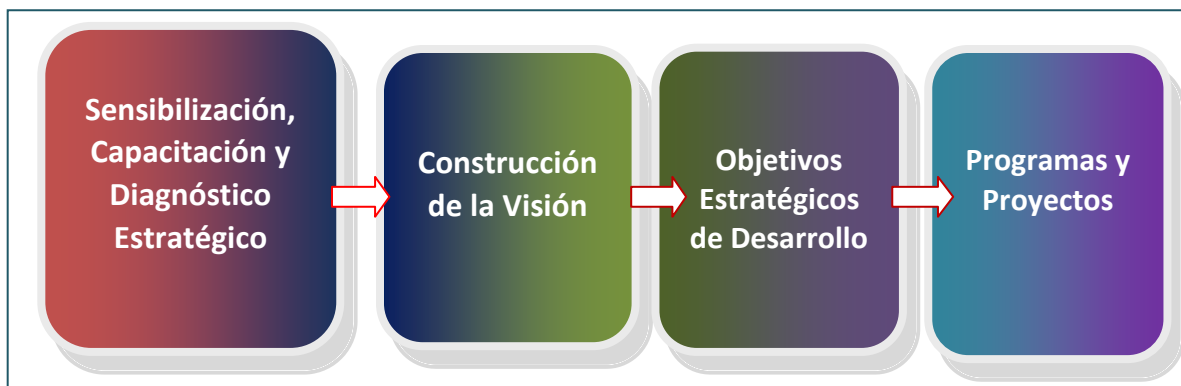 Sensibilización,
Capacitación y
Diagnóstico
Estratégico
Construcción
de la Visión
Objetivos
Estratégicos
de Desarrollo
Programas y
Proyectos